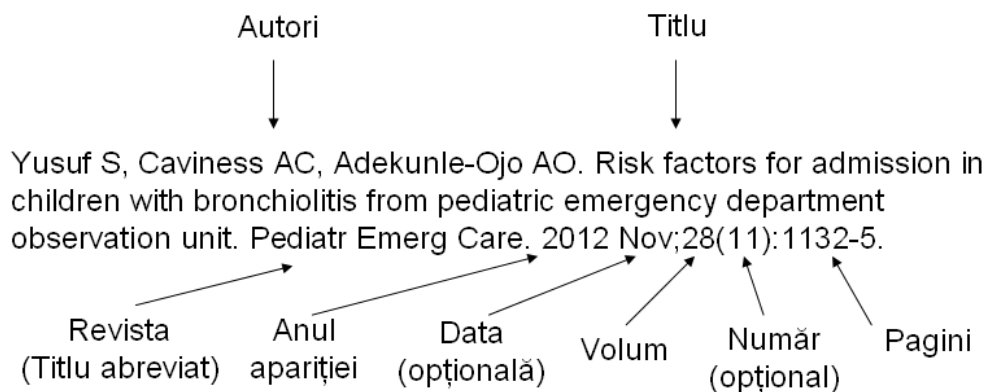 Autori
Titlu
Yusuf S, Caviness AC, Adekunle-Ojo AO. Risk factors for admission in
children with bronchiolitis from pediatric emergency department
observation unit. Pediatr Emerg Care. 2012 Nov;28(11):1132-5.
Revista
(Titlu abreviat)
Anul
apariției
Data
(opțională)
Volum
Număr
(opțional)
Pagini